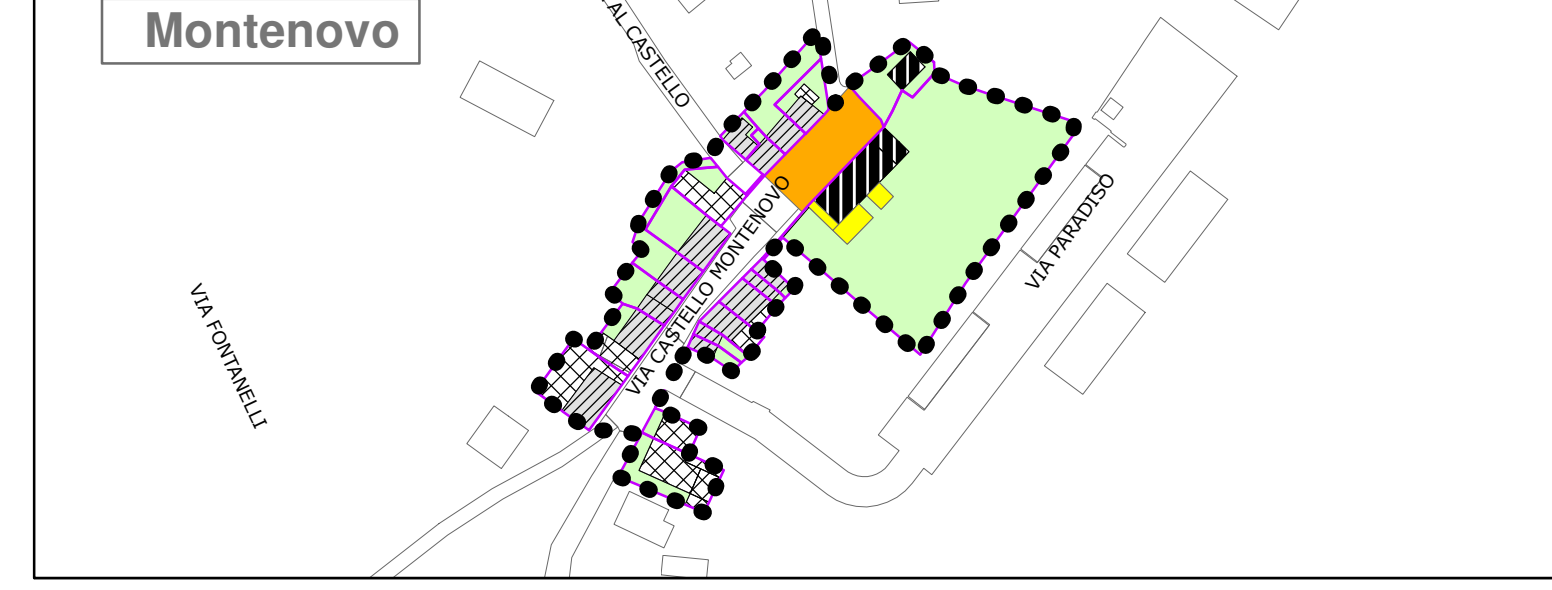 Montenovo
AL CASTELLO
VIA CASTELLO MONTENOVO
VIA PARADISO
VIA FONTANELLI